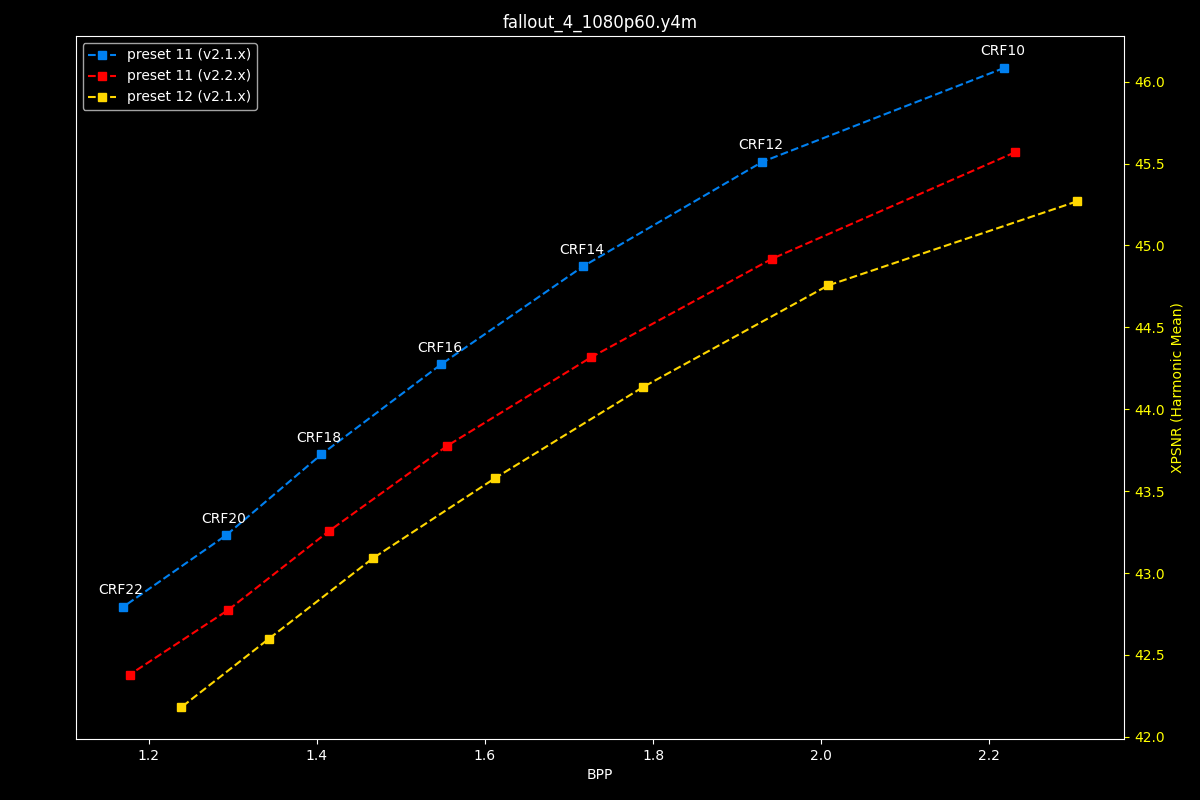 fallout_4_1080p60.y4m
preset 11 (v2.1.x)
preset 11 (v2.2.x)
preset 12 (v2.1.x)
CRF10
CRF12
CRF14
CRF16
CRF18
CRF20
CRF22
46.0
45.5
45.0
44.5
44.0
43.5
43.0
42.5
42.0
XPSNR (Harmonic Mean)
1.2
1.4
1.6
1.8
2.0
2.2
BPP